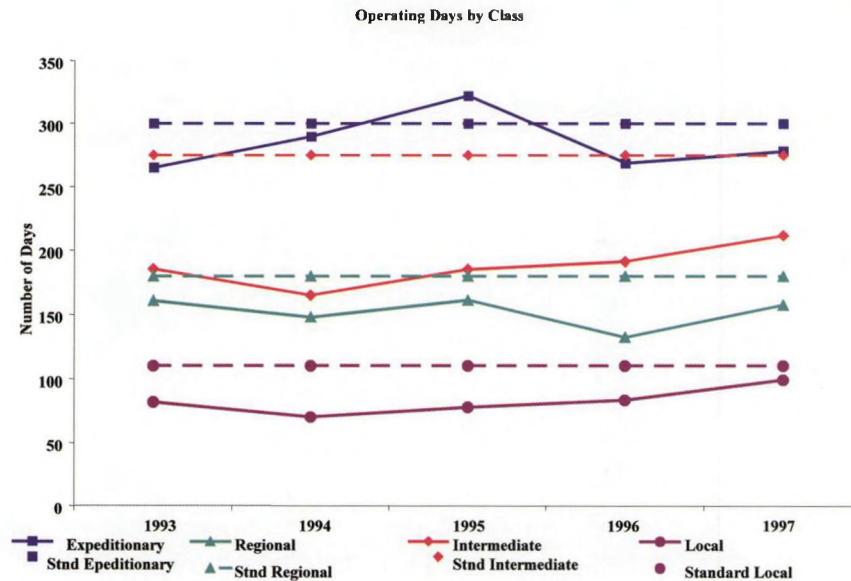 Operating Days by Class
350
300
250
200
150
100
50
0
Number of Days
1993 1994 1995 1996 1997
Expeditionary Regional Intermediate Local
Stnd Epeditionary Stnd Regional Stnd Intermediate Standard Local